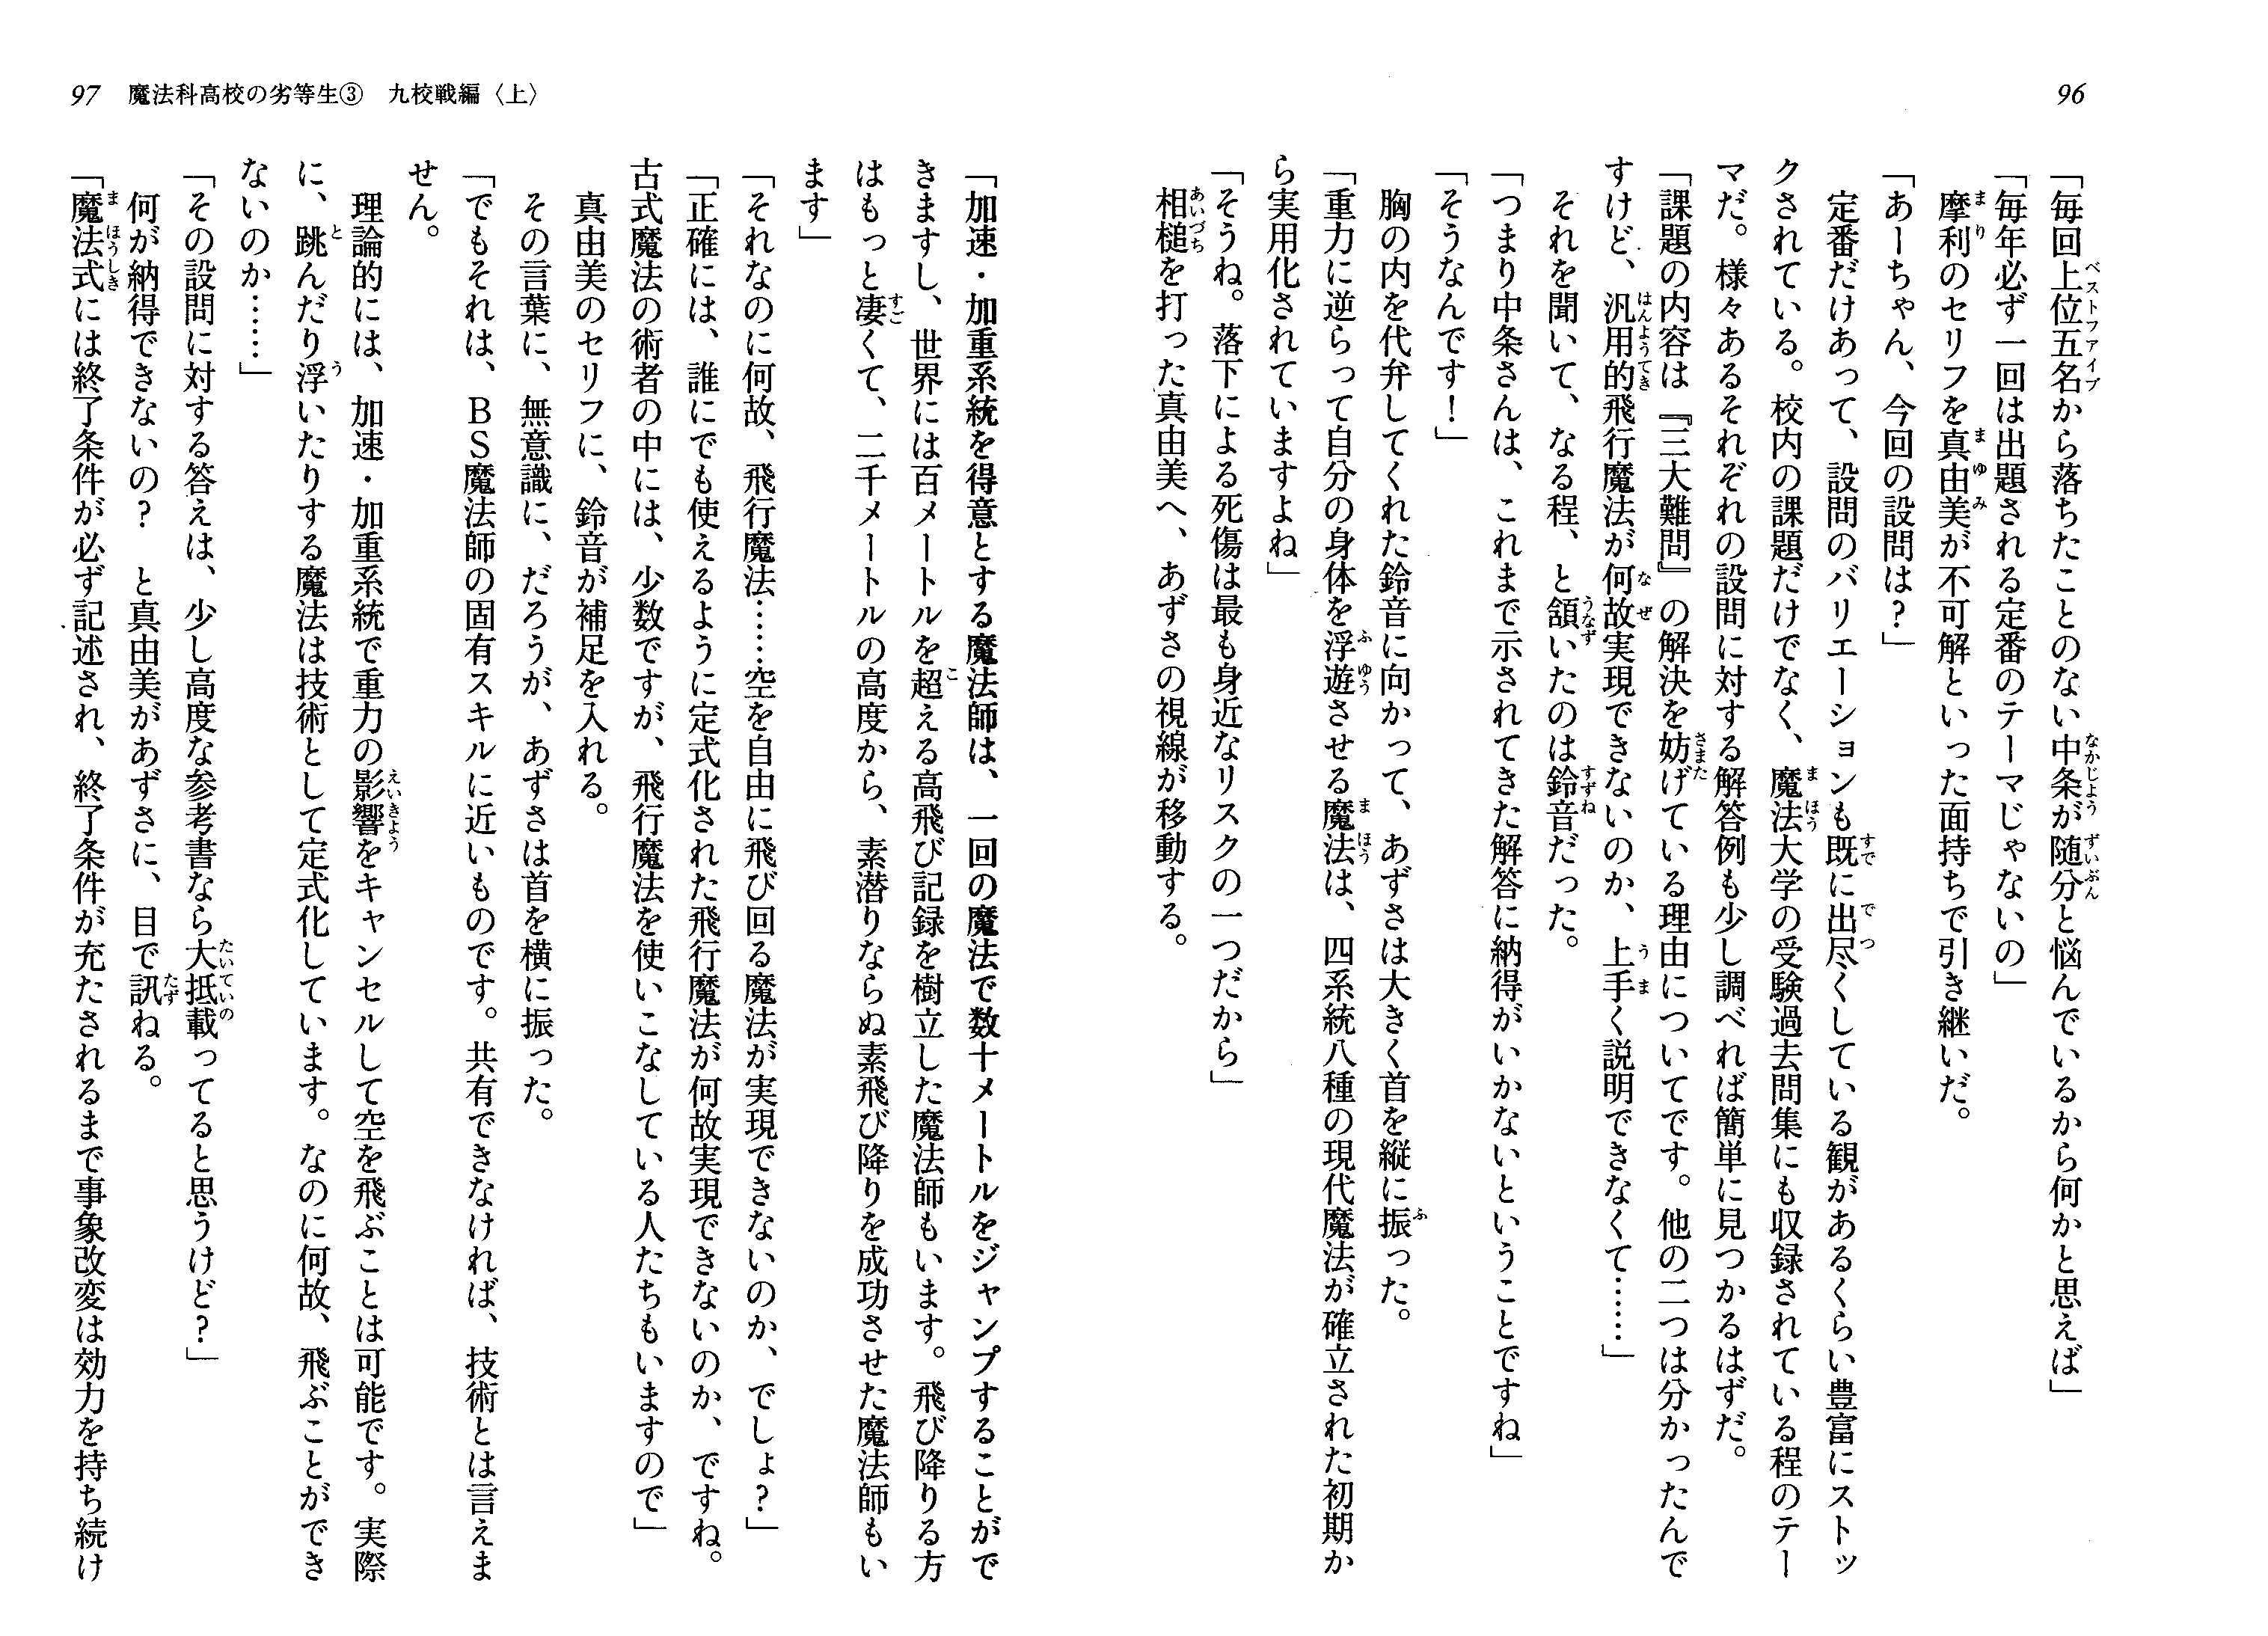 96
「毎回上位五名から落ちたことのない中条が随分と悩んでいるから何かと思えば」
「毎年必ず一回は出題される定番のテーマじゃないの」
摩利のセリフを真由美が不可解といった面持ちで引き継いだ。
「あーちゃん、今回の設問は?」
定番だけあって、設問のバリエーションも既に出尽くしている観があるくらい豊富にストッ
クされている。校内の課題だけでなく、魔法大学の受験過去問集にも収録されている程のテー
マだ。様々あるそれぞれの設問に対する解答例も少し調べれば簡単に見つかるはずだ。
「課題の内容は『三大難問』の解決を妨げている理由についてです。他の二つは分かったんで
すけど、汎用的飛行魔法が何故実現できないのか、上手く説明できなくて……」
それを聞いて、なる程、と頷いたのは鈴音だった。
「つまり中条さんは、これまで示されてきた解答に納得がいかないということですね」
「そうなんです!」
胸の内を代弁してくれた鈴音に向かって、あずさは大きく首を縦に振った。
「重力に逆らって自分の身体を浮遊させる魔法は、四系統八種の現代魔法が確立された初期か
ら実用化されていますよね」
「そうね。落下による死傷は最も身近なリスクの一つだから」
相槌を打った真由美へ、あずさの視線が移動する。
97 魔法科高校の劣等生③ 九校戦編〈上〉
「加速・加重系統を得意とする魔法師は、一回の魔法で数十メートルをジャンプすることがで
きますし、世界には百メートルを超える高飛び記録を樹立した魔法師もいます。飛び降りる方
はもっと凄くて、二千メートルの高度から、素潜りならぬ素飛び降りを成功させた魔法師もい
ます」
「それなのに何故、飛行魔法……空を自由に飛び回る魔法が実現できないのか、でしょ?」
「正確には、誰にでも使えるように定式化された飛行魔法が何故実現できないのか、ですね。
古式魔法の術者の中には、少数ですが、飛行魔法を使いこなしている人たちもいますので」
真由美のセリフに、鈴音が補足を入れる。
その言葉に、無意識に、だろうが、あずさは首を横に振った。
「でもそれは、BS魔法師の固有スキルに近いものです。共有できなければ、技術とは言えま
せん。
理論的には、加速・加重系統で重力の影響をキャンセルして空を飛ぶことは可能です。実際
に、跳んだり浮いたりする魔法は技術として定式化しています。なのに何故、飛ぶことができ
ないのか……」
「その設問に対する答えは、少し高度な参考書なら大抵載ってると思うけど?」
何が納得できないの? と真由美があずさに、目で訊ねる。
「魔法式には終了条件が必ず記述され、終了条件が充たされるまで事象改変は効力を持ち続け